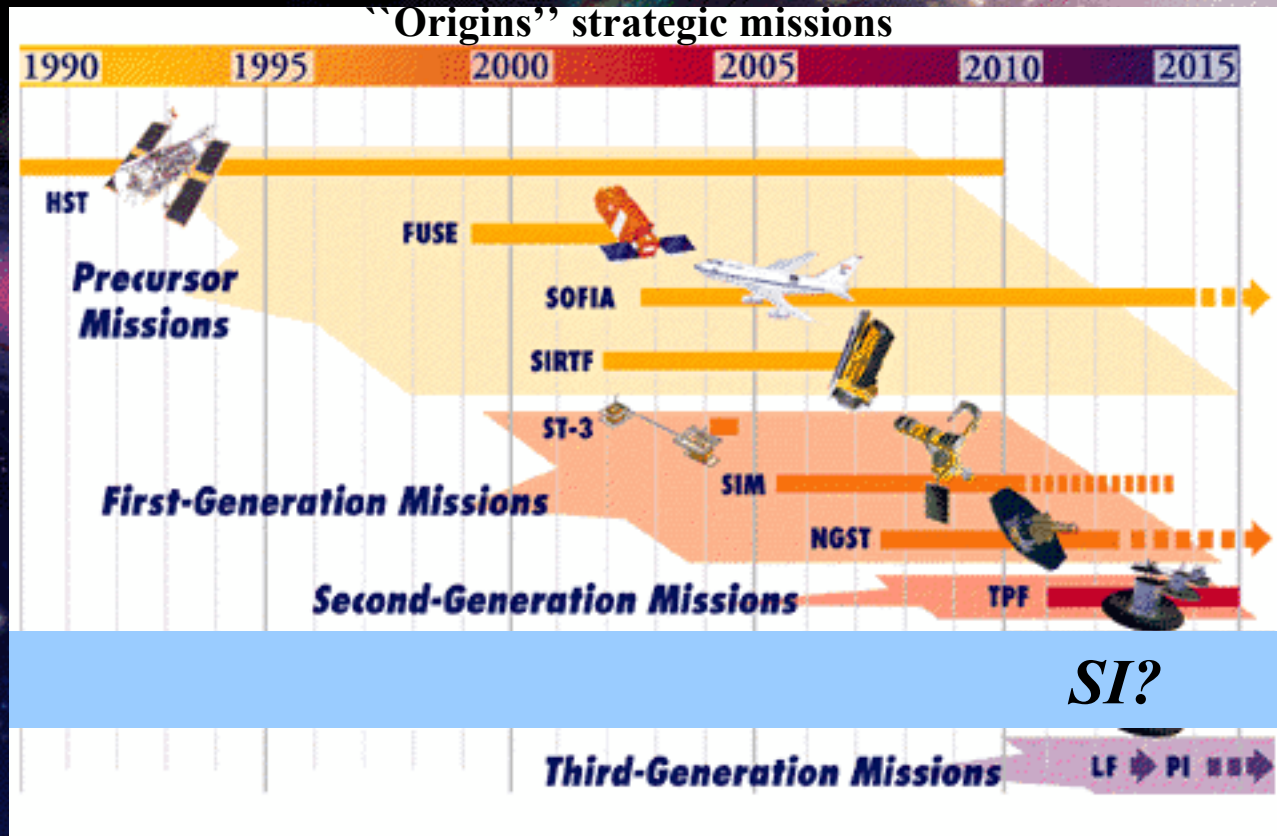 ``Origins’’ strategic missions
1990 1995 2000 2005 2010 2015
HST
FUSE
Precursor
Missions
SOFIA
SIRTF
ST-3
SIM
First-Generation Missions
NGST
Second-Generation Missions
TPF
SI?
Third-Generation Missions
LF PI